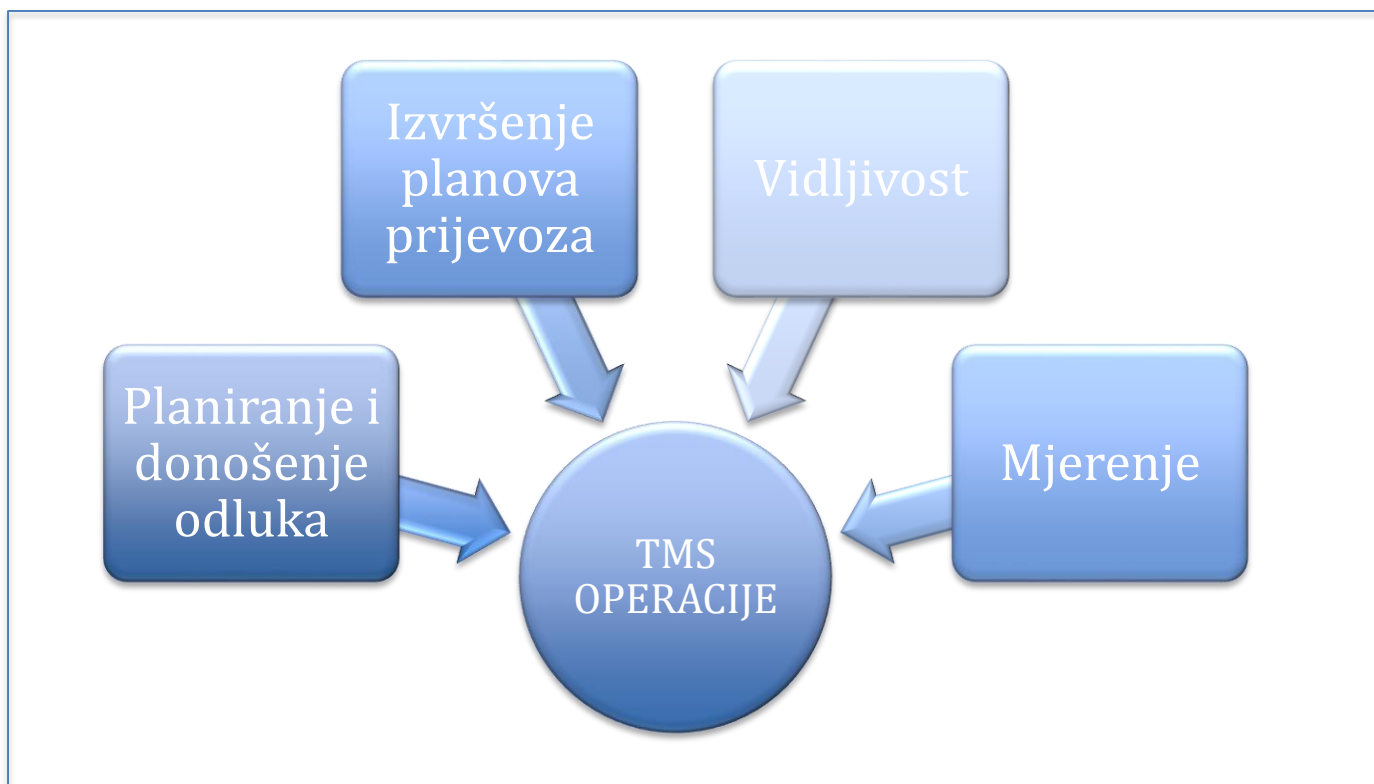 Izvršenje
planova
prijevoza
Vidljivost
Planiranje i
donošenje
odluka
Mjerenje
TMS
OPERACIJE